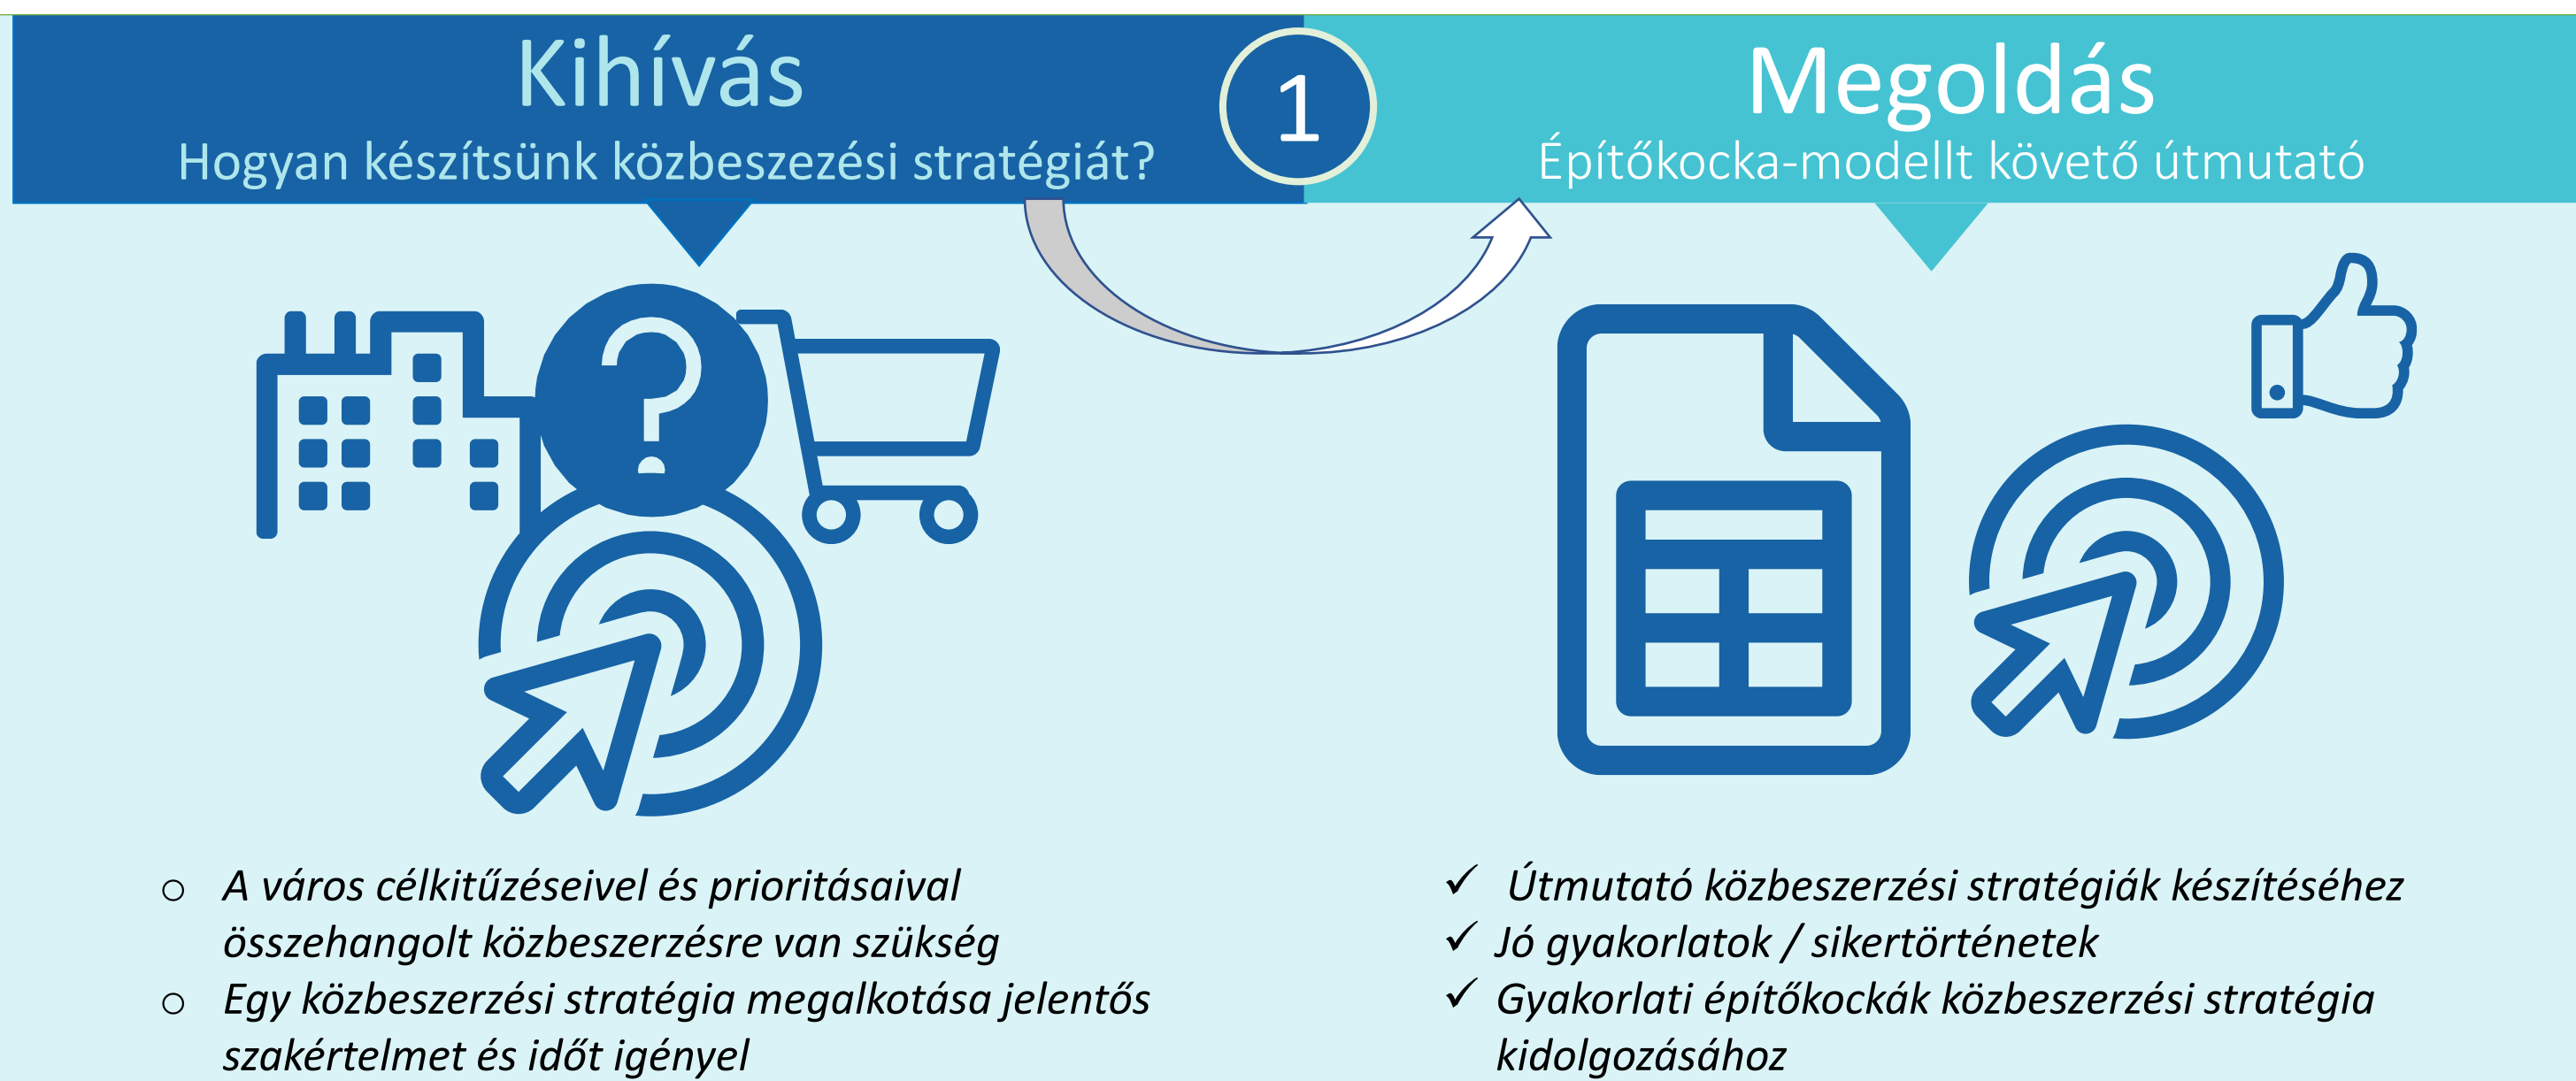 Kihívás
Hogyan készítsünk közbeszezési stratégiát?
1
Megoldás
Építőkocka-modellt követő útmutató
o A város célkitűzéseivel és prioritásaival
összehangolt közbeszerzésre van szükség
o Egy közbeszerzési stratégia megalkotása jelentős
szakértelmet és időt igényel
✓ Útmutató közbeszerzési stratégiák készítéséhez
✓ Jó gyakorlatok / sikertörténetek
✓ Gyakorlati építőkockák közbeszerzési stratégia
kidolgozásához